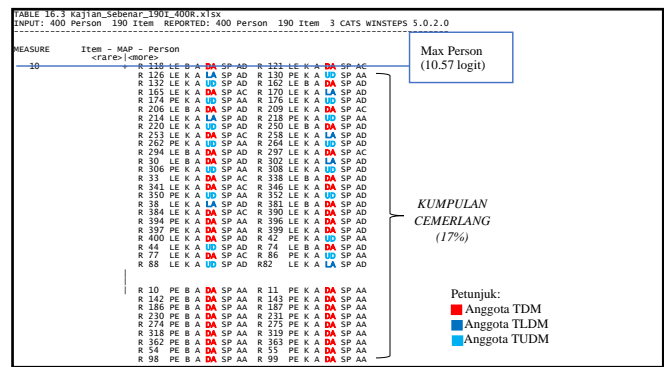 TABLE 16.3 Kajian_Sebenar_190I_400R.xlsx
INPUT: 400 Person 190 Item REPORTED: 400 Person 190 Item 3 CATS WINSTEPS 5.0.2.0
MEASURE Item - MAP - Person
<rare>|<more>
10 R 118 LE B A DA SP AD R 121 LE K A DA SP AC
R 126 LE K A LA SP AD R 130 PE K A UD SP AA
R 132 LE K A UD SP AD R 162 LE B A DA SP AD
R 165 LE K A DA SP AC R 170 LE K A LA SP AD
R 174 PE K A UD SP AA R 176 LE K A UD SP AD
R 206 LE B A DA SP AD R 209 LE K A DA SP AC
R 214 LE K A LA SP AD R 218 PE K A UD SP AA
R 220 LE K A UD SP AD R 250 LE B A DA SP AD
R 253 LE K A DA SP AC R 258 LE K A LA SP AD
R 262 PE K A UD SP AA R 264 LE K A UD SP AD
R 294 LE B A DA SP AD R 297 LE K A DA SP AC
R 30 LE B A DA SP AD R 302 LE K A LA SP AD
R 306 PE K A UD SP AA R 308 LE K A UD SP AD
R 33 LE K A DA SP AC R 338 LE B A DA SP AD
R 341 LE K A DA SP AC R 346 LE K A LA SP AD
R 350 PE K A UD SP AA R 352 LE K A UD SP AD
R 38 LE K A LA SP AD R 381 LE B A DA SP AD
R 384 LE K A DA SP AC R 390 LE K A LA SP AD
R 394 PE K A DA SP AA R 396 LE K A DA SP AD
R 397 PE K A DA SP AA R 399 LE K A DA SP AD
R 400 LE K A DA SP AD R 42 PE K A UD SP AA
R 44 LE K A UD SP AD R 74 LE B A DA SP AD
R 77 LE K A DA SP AC R 86 PE K A UD SP AA
R 88 LE K A UD SP AD R82 LE K A LA SP AD
R 10 PE B A DA SP AA R 11 PE K A DA SP AA
R 142 PE B A DA SP AA R 143 PE K A DA SP AA
R 186 PE B A DA SP AA R 187 PE K A DA SP AA
R 230 PE B A DA SP AA R 231 PE K A DA SP AA
R 274 PE B A DA SP AA R 275 PE K A DA SP AA
R 318 PE B A DA SP AA R 319 PE K A DA SP AA
R 362 PE B A DA SP AA R 363 PE K A DA SP AA
R 54 PE B A DA SP AA R 55 PE K A DA SP AA
R 98 PE B A DA SP AA R 99 PE K A DA SP AA
Max Person
(10.57 logit)
KUMPULAN
CEMERLANG
(17%)
Petunjuk:
Anggota TDM
Anggota TLDM
Anggota TUDM